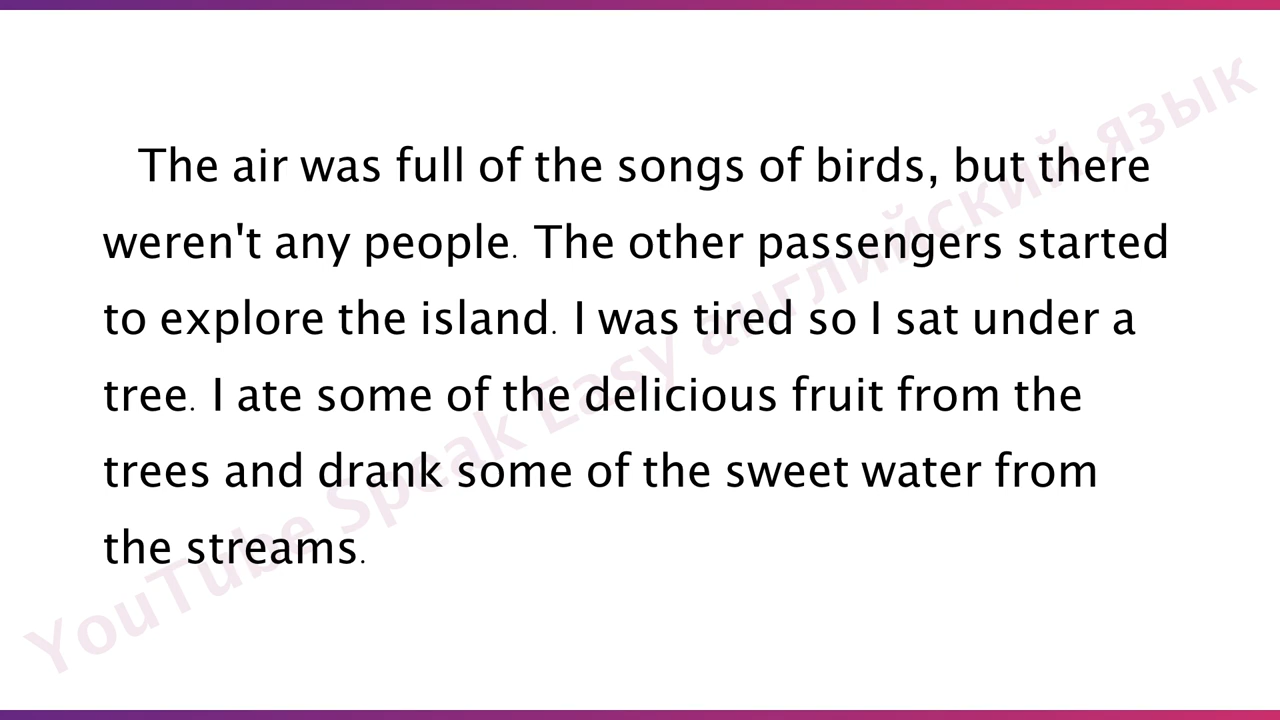 The air was full of the songs of birds, but there
weren't any people. The other passengers started
to explore the island. I was tired so I sat under a
tree. I ate some of the delicious fruit from the
trees and drank some of the sweet water from
the streams.
YouTube Speak Easy английский язык